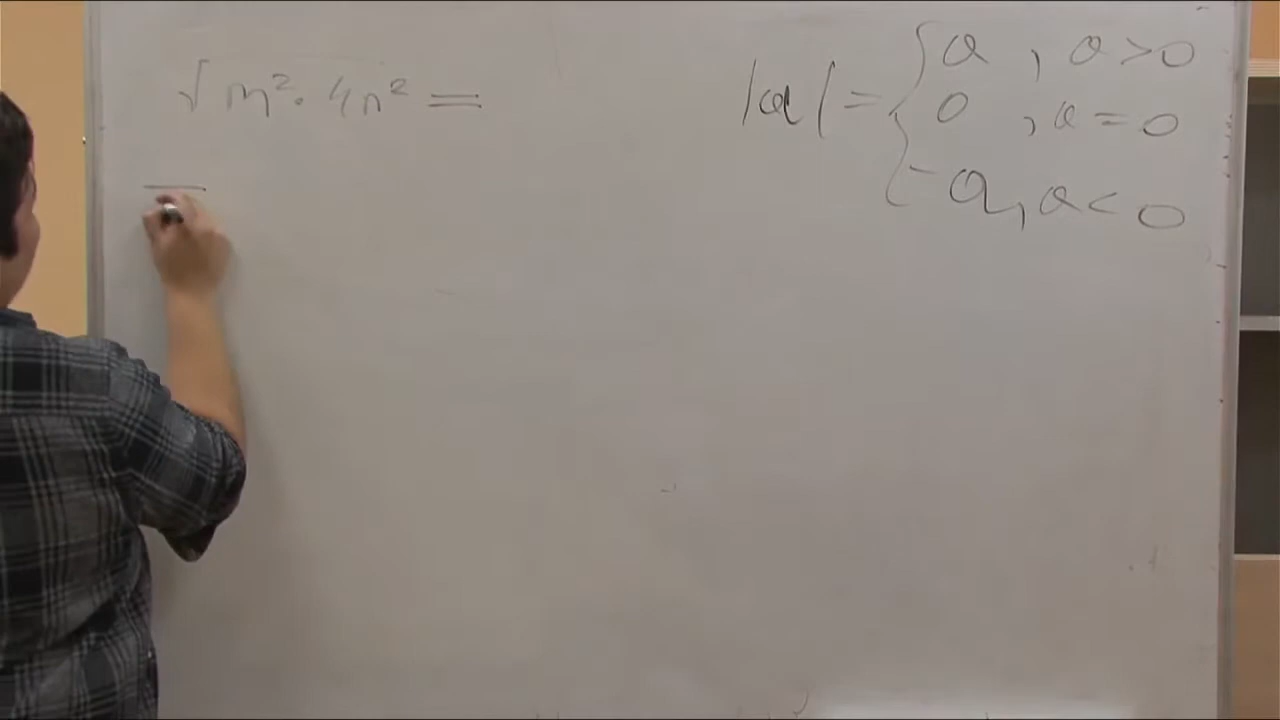 √m²·4n² =
|a| = { a , a > 0
0 , a = 0
-a, a < 0